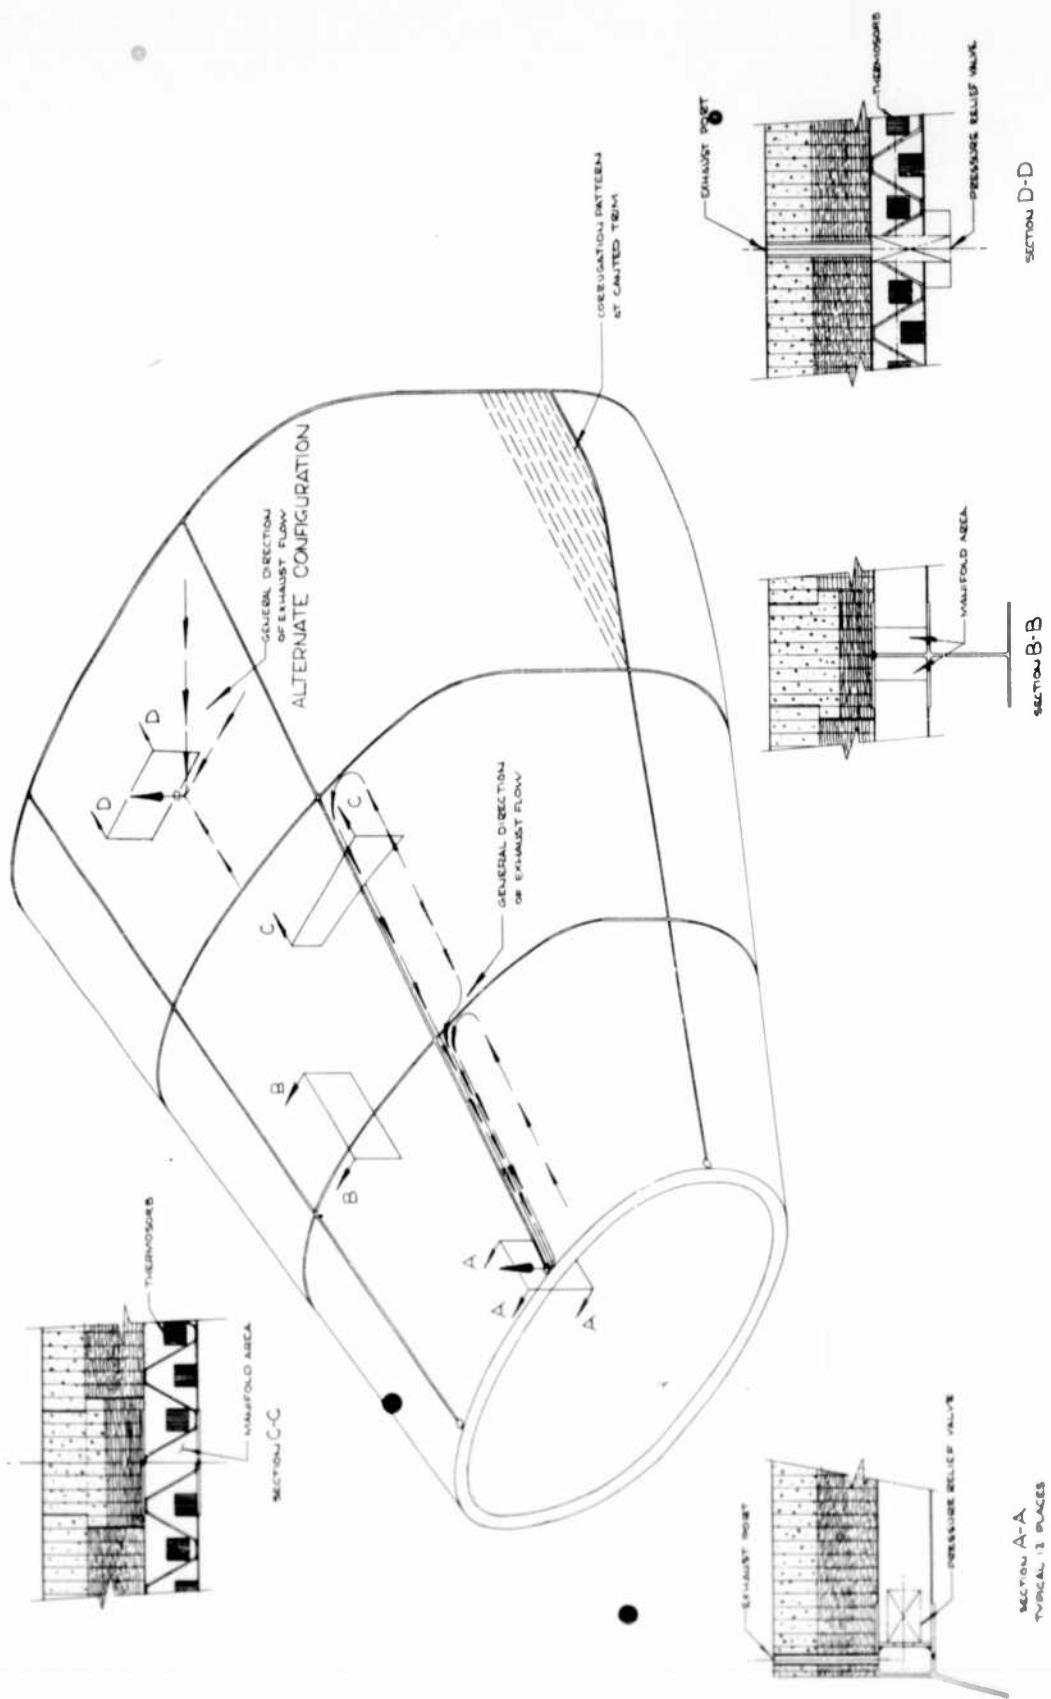 THERMOSORB
MANIFOLD AREA
SECTION C-C
D
D
GENERAL DIRECTION
OF EXHAUST FLOW
ALTERNATE CONFIGURATION
C
C
B
B
GENERAL DIRECTION
OF EXHAUST FLOW
A
A
A
CORRUGATION PATTERN
AT CANTED TRIM
EXHAUST PORT
PRESSURE RELIEF VALVE
SECTION A-A
TYPICAL 12 PLACES
MANIFOLD AREA
SECTION B-B
EXHAUST PORT
THERMOSORB
PRESSURE RELIEF VALVE
SECTION D-D